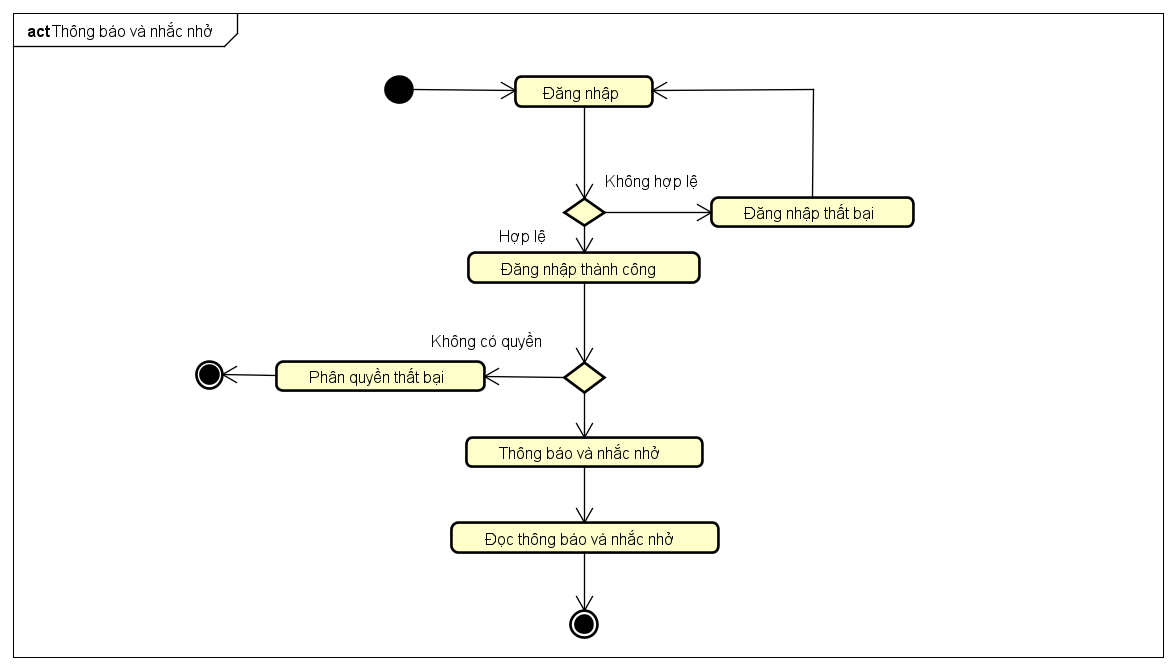 act Thông báo và nhắc nhở
Đăng nhập
Không hợp lệ
Đăng nhập thất bại
Hợp lệ
Đăng nhập thành công
Không có quyền
Phân quyền thất bại
Thông báo và nhắc nhở
Đọc thông báo và nhắc nhở